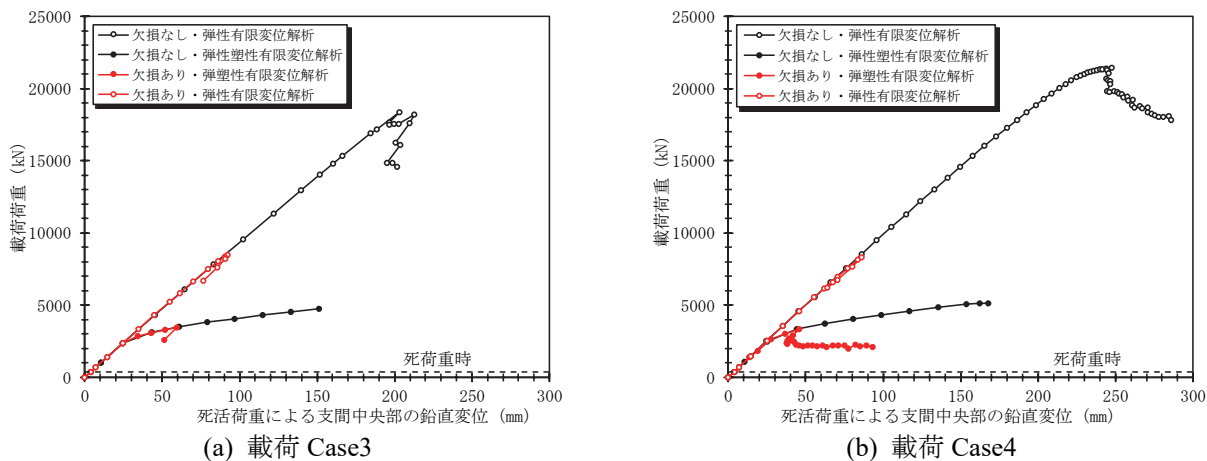 25000
20000
15000
10000
5000
0
載荷荷重 (kN)
欠損なし・弾性有限変位解析
欠損なし・弾性塑性有限変位解析
欠損あり・弾塑性有限変位解析
欠損あり・弾性有限変位解析
死荷重時
0 50 100 150 200 250 300
死活荷重による支間中央部の鉛直変位 (mm)
(a) 載荷 Case3
25000
20000
15000
10000
5000
0
載荷荷重 (kN)
欠損なし・弾性有限変位解析
欠損なし・弾性塑性有限変位解析
欠損あり・弾塑性有限変位解析
欠損あり・弾性有限変位解析
死荷重時
0 50 100 150 200 250 300
死活荷重による支間中央部の鉛直変位 (mm)
(b) 載荷 Case4